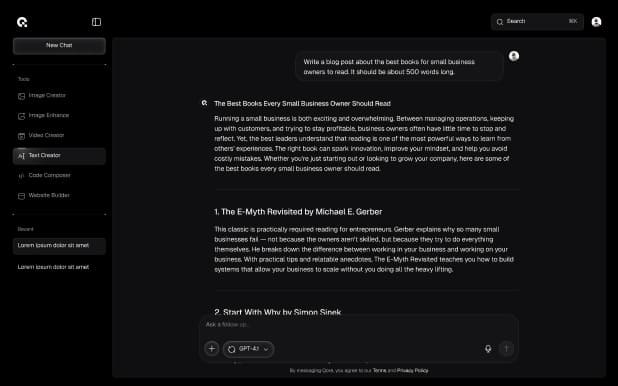 Search
⌘K
New Chat
Tools
Image Creator
Image Enhance
Video Creator
Text Creator
Code Composer
Website Builder
Recent
Lorem ipsum dolor sit amet
Lorem ipsum dolor sit amet
Write a blog post about the best books for small business
owners to read. It should be about 500 words long.
The Best Books Every Small Business Owner Should Read
Running a small business is both exciting and overwhelming. Between managing operations, keeping
up with customers, and trying to stay profitable, business owners often have little time to stop and
reflect. Yet, the best leaders understand that reading is one of the most powerful ways to learn from
others' experiences. The right book can spark innovation, improve your mindset, and help you avoid
costly mistakes. Whether you're just starting out or looking to grow your company, here are some of
the best books every small business owner should read.
1. The E-Myth Revisited by Michael E. Gerber
This classic is practically required reading for entrepreneurs. Gerber explains why so many small
businesses fail — not because the owners aren't skilled, but because they try to do everything
themselves. He breaks down the difference between working in your business and working on your
business. With practical tips and relatable anecdotes, The E-Myth Revisited teaches you how to build
systems that allow your business to scale without you doing all the heavy lifting.
2. Start With Why by Simon Sinek
Ask a follow up...
GPT-4.1
By messaging Qore, you agree to our Terms and Privacy Policy.